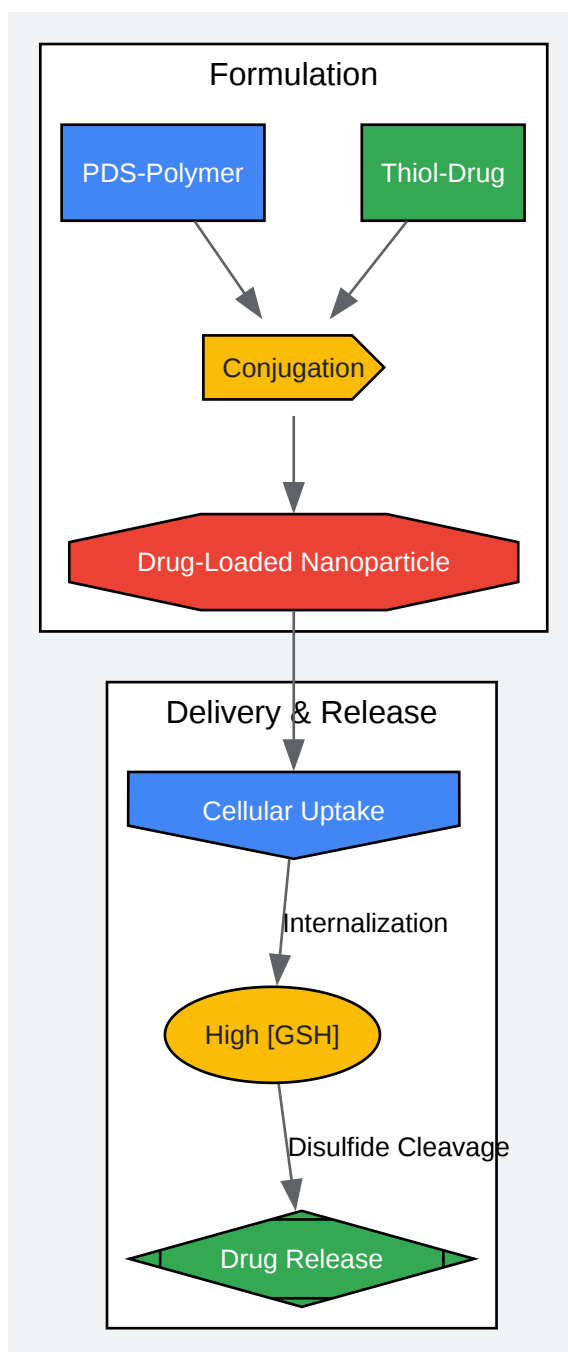 Formulation
PDS-Polymer
Thiol-Drug
Conjugation
Drug-Loaded Nanoparticle
Delivery & Release
Cellular Uptake
Internalization
High [GSH]
Disulfide Cleavage
Drug Release